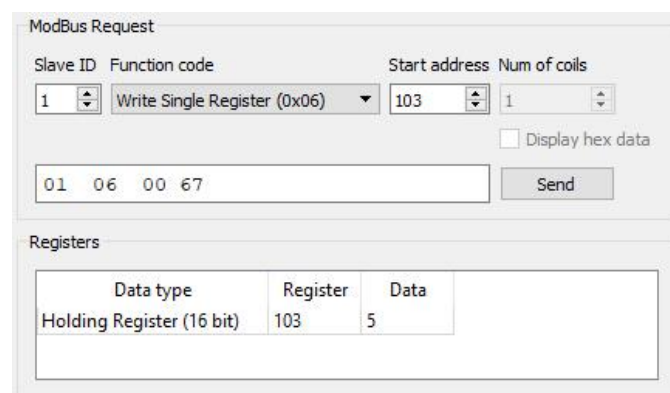 ModBus Request
Slave ID Function code Start address Num of coils
1 Write Single Register (0x06) 103 1
Display hex data
01 06 00 67 Send
Registers
Data type Register Data
Holding Register (16 bit) 103 5